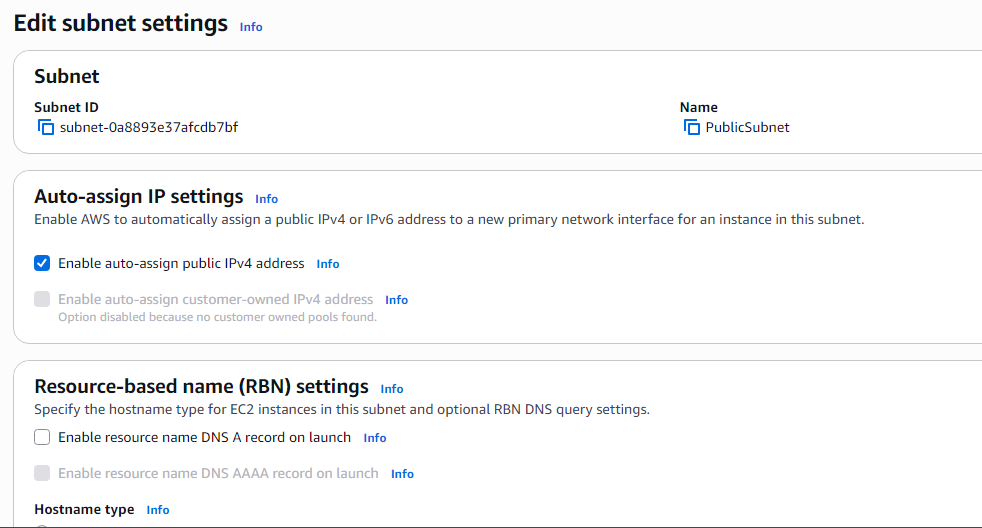 Edit subnet settings Info
Subnet
Subnet ID Name
subnet-0a8893e37afcdb7bf PublicSubnet
Auto-assign IP settings Info
Enable AWS to automatically assign a public IPv4 or IPv6 address to a new primary network interface for an instance in this subnet.
Enable auto-assign public IPv4 address Info
Enable auto-assign customer-owned IPv4 address Info
Option disabled because no customer owned pools found.
Resource-based name (RBN) settings Info
Specify the hostname type for EC2 instances in this subnet and optional RBN DNS query settings.
Enable resource name DNS A record on launch Info
Enable resource name DNS AAAA record on launch Info
Hostname type Info